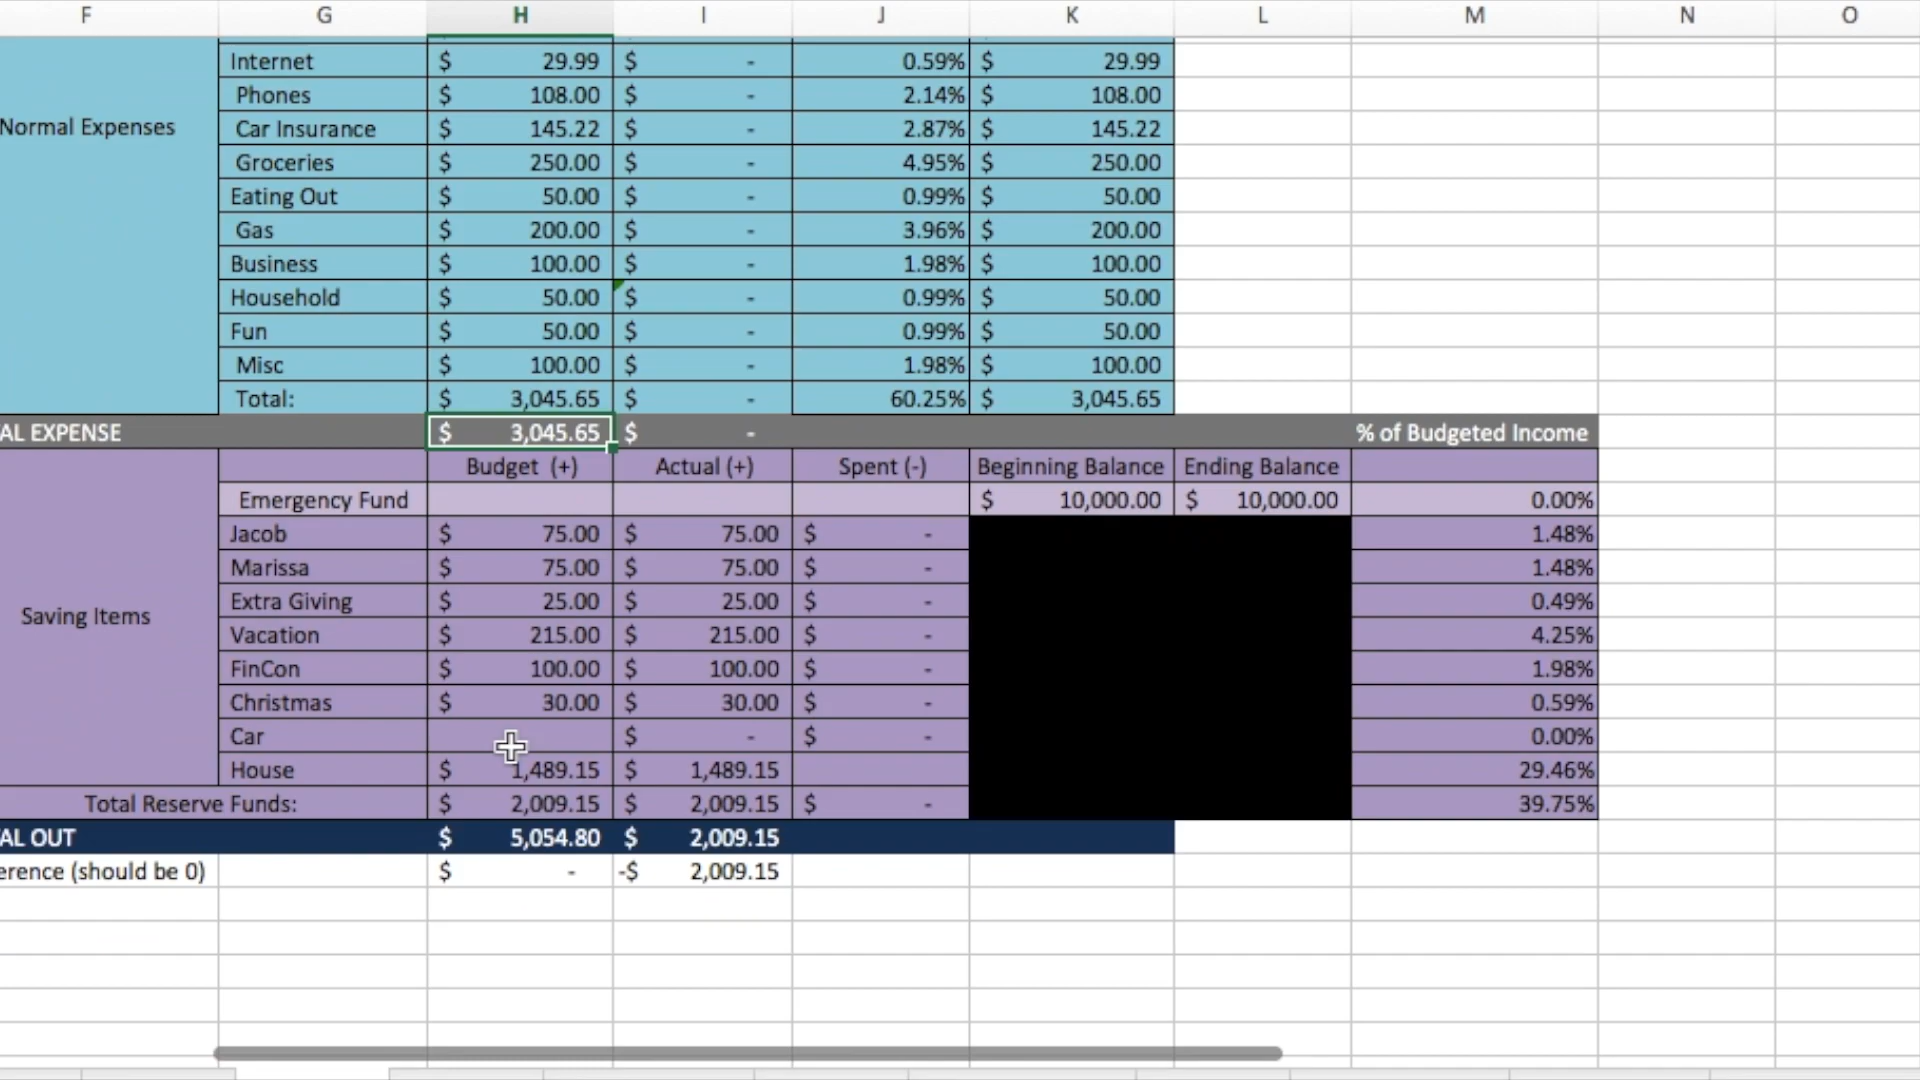 F G H I J K L M N O
Internet $ 29.99 $ - 0.59% $ 29.99
Phones $ 108.00 $ - 2.14% $ 108.00
Normal Expenses
Car Insurance $ 145.22 $ - 2.87% $ 145.22
Groceries $ 250.00 $ - 4.95% $ 250.00
Eating Out $ 50.00 $ - 0.99% $ 50.00
Gas $ 200.00 $ - 3.96% $ 200.00
Business $ 100.00 $ - 1.98% $ 100.00
Household $ 50.00 $ - 0.99% $ 50.00
Fun $ 50.00 $ - 0.99% $ 50.00
Misc $ 100.00 $ - 1.98% $ 100.00
Total: $ 3,045.65 $ - 60.25% $ 3,045.65
AL EXPENSE $ 3,045.65 $ - % of Budgeted Income
Budget (+) Actual (+) Spent (-) Beginning Balance Ending Balance
Emergency Fund $ 10,000.00 $ 10,000.00 0.00%
Jacob $ 75.00 $ 75.00 $ - 1.48%
Marissa $ 75.00 $ 75.00 $ - 1.48%
Extra Giving $ 25.00 $ 25.00 $ - 0.49%
Saving Items
Vacation $ 215.00 $ 215.00 $ - 4.25%
FinCon $ 100.00 $ 100.00 $ - 1.98%
Christmas $ 30.00 $ 30.00 $ - 0.59%
Car $ - $ - 0.00%
House $ 1,489.15 $ 1,489.15 29.46%
Total Reserve Funds: $ 2,009.15 $ 2,009.15 $ - 39.75%
AL OUT $ 5,054.80 $ 2,009.15
erence (should be 0) $ - -$ 2,009.15